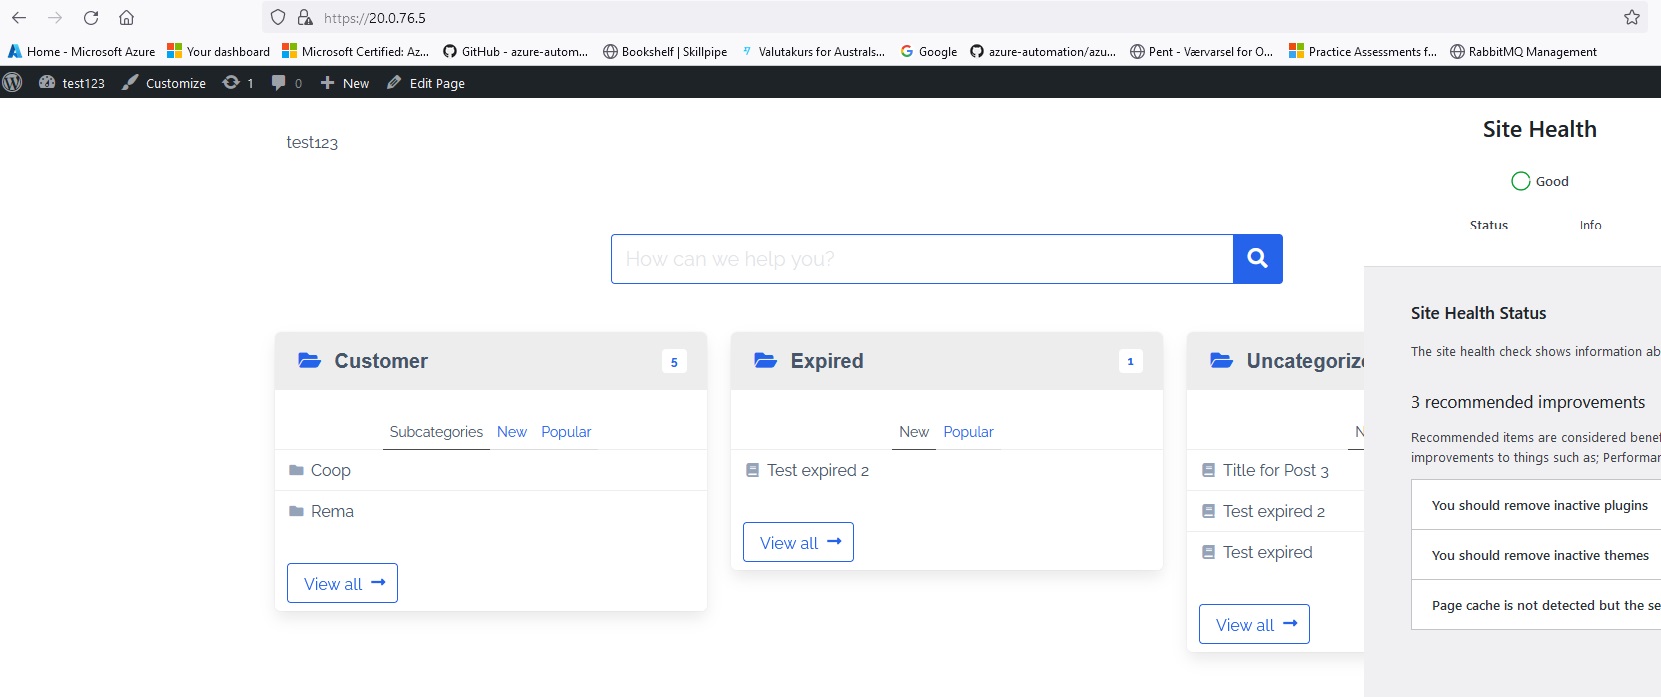 https://20.0.76.5
Home - Microsoft Azure Your dashboard Microsoft Certified: Az... GitHub - azure-autom... Bookshelf | Skillpipe Valutakurs for Australs... Google azure-automation/azu... Pent - Værvarsel for O... Practice Assessments f... RabbitMQ Management
test123 Customize 1 0 New Edit Page
test123
How can we help you?
Customer 5
Subcategories New Popular
Coop
Rema
View all
Expired 1
New Popular
Test expired 2
View all
Uncategorize
N
Title for Post 3
Test expired 2
Test expired
View all
Site Health
Good
Status Info
Site Health Status
The site health check shows information ab
3 recommended improvements
Recommended items are considered benef
improvements to things such as; Performan
You should remove inactive plugins
You should remove inactive themes
Page cache is not detected but the se